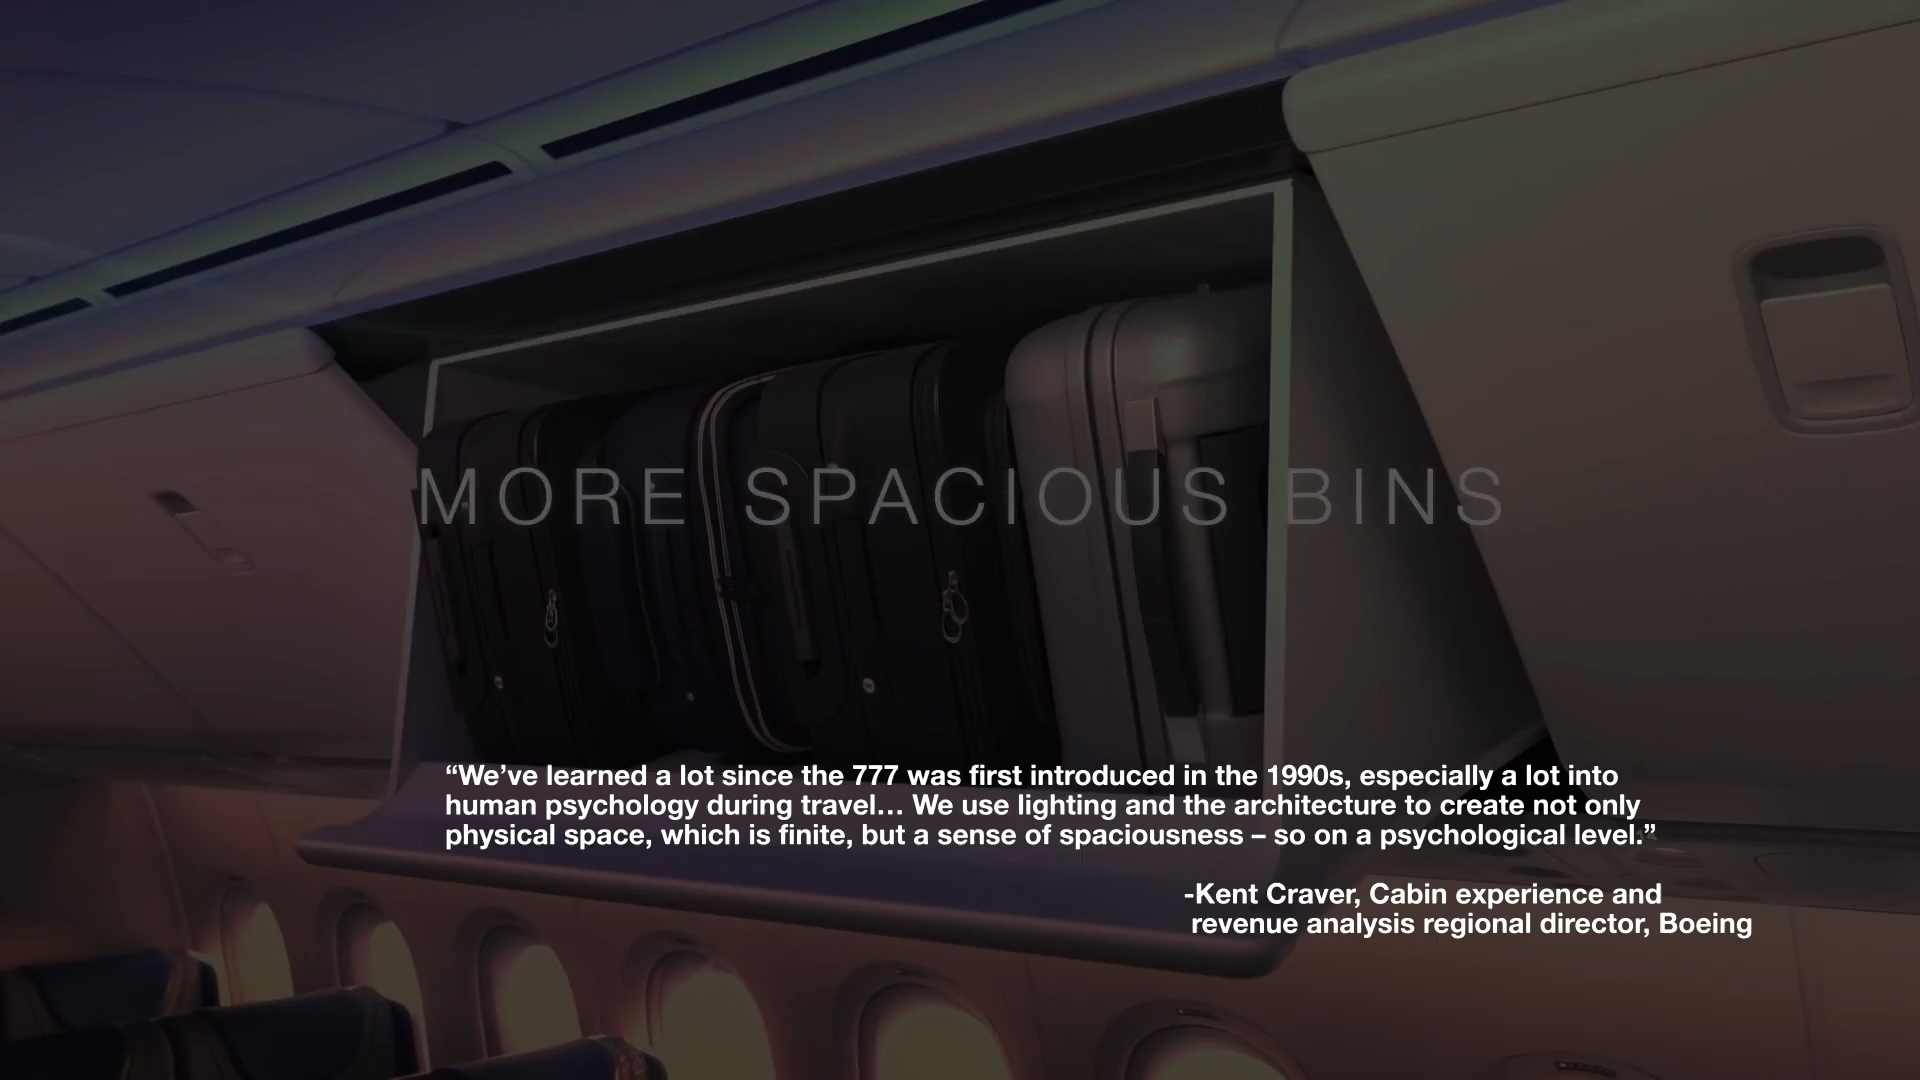 MORE SPACIOUS BINS
“We’ve learned a lot since the 777 was first introduced in the 1990s, especially a lot into
human psychology during travel… We use lighting and the architecture to create not only
physical space, which is finite, but a sense of spaciousness – so on a psychological level.”
-Kent Craver, Cabin experience and
revenue analysis regional director, Boeing